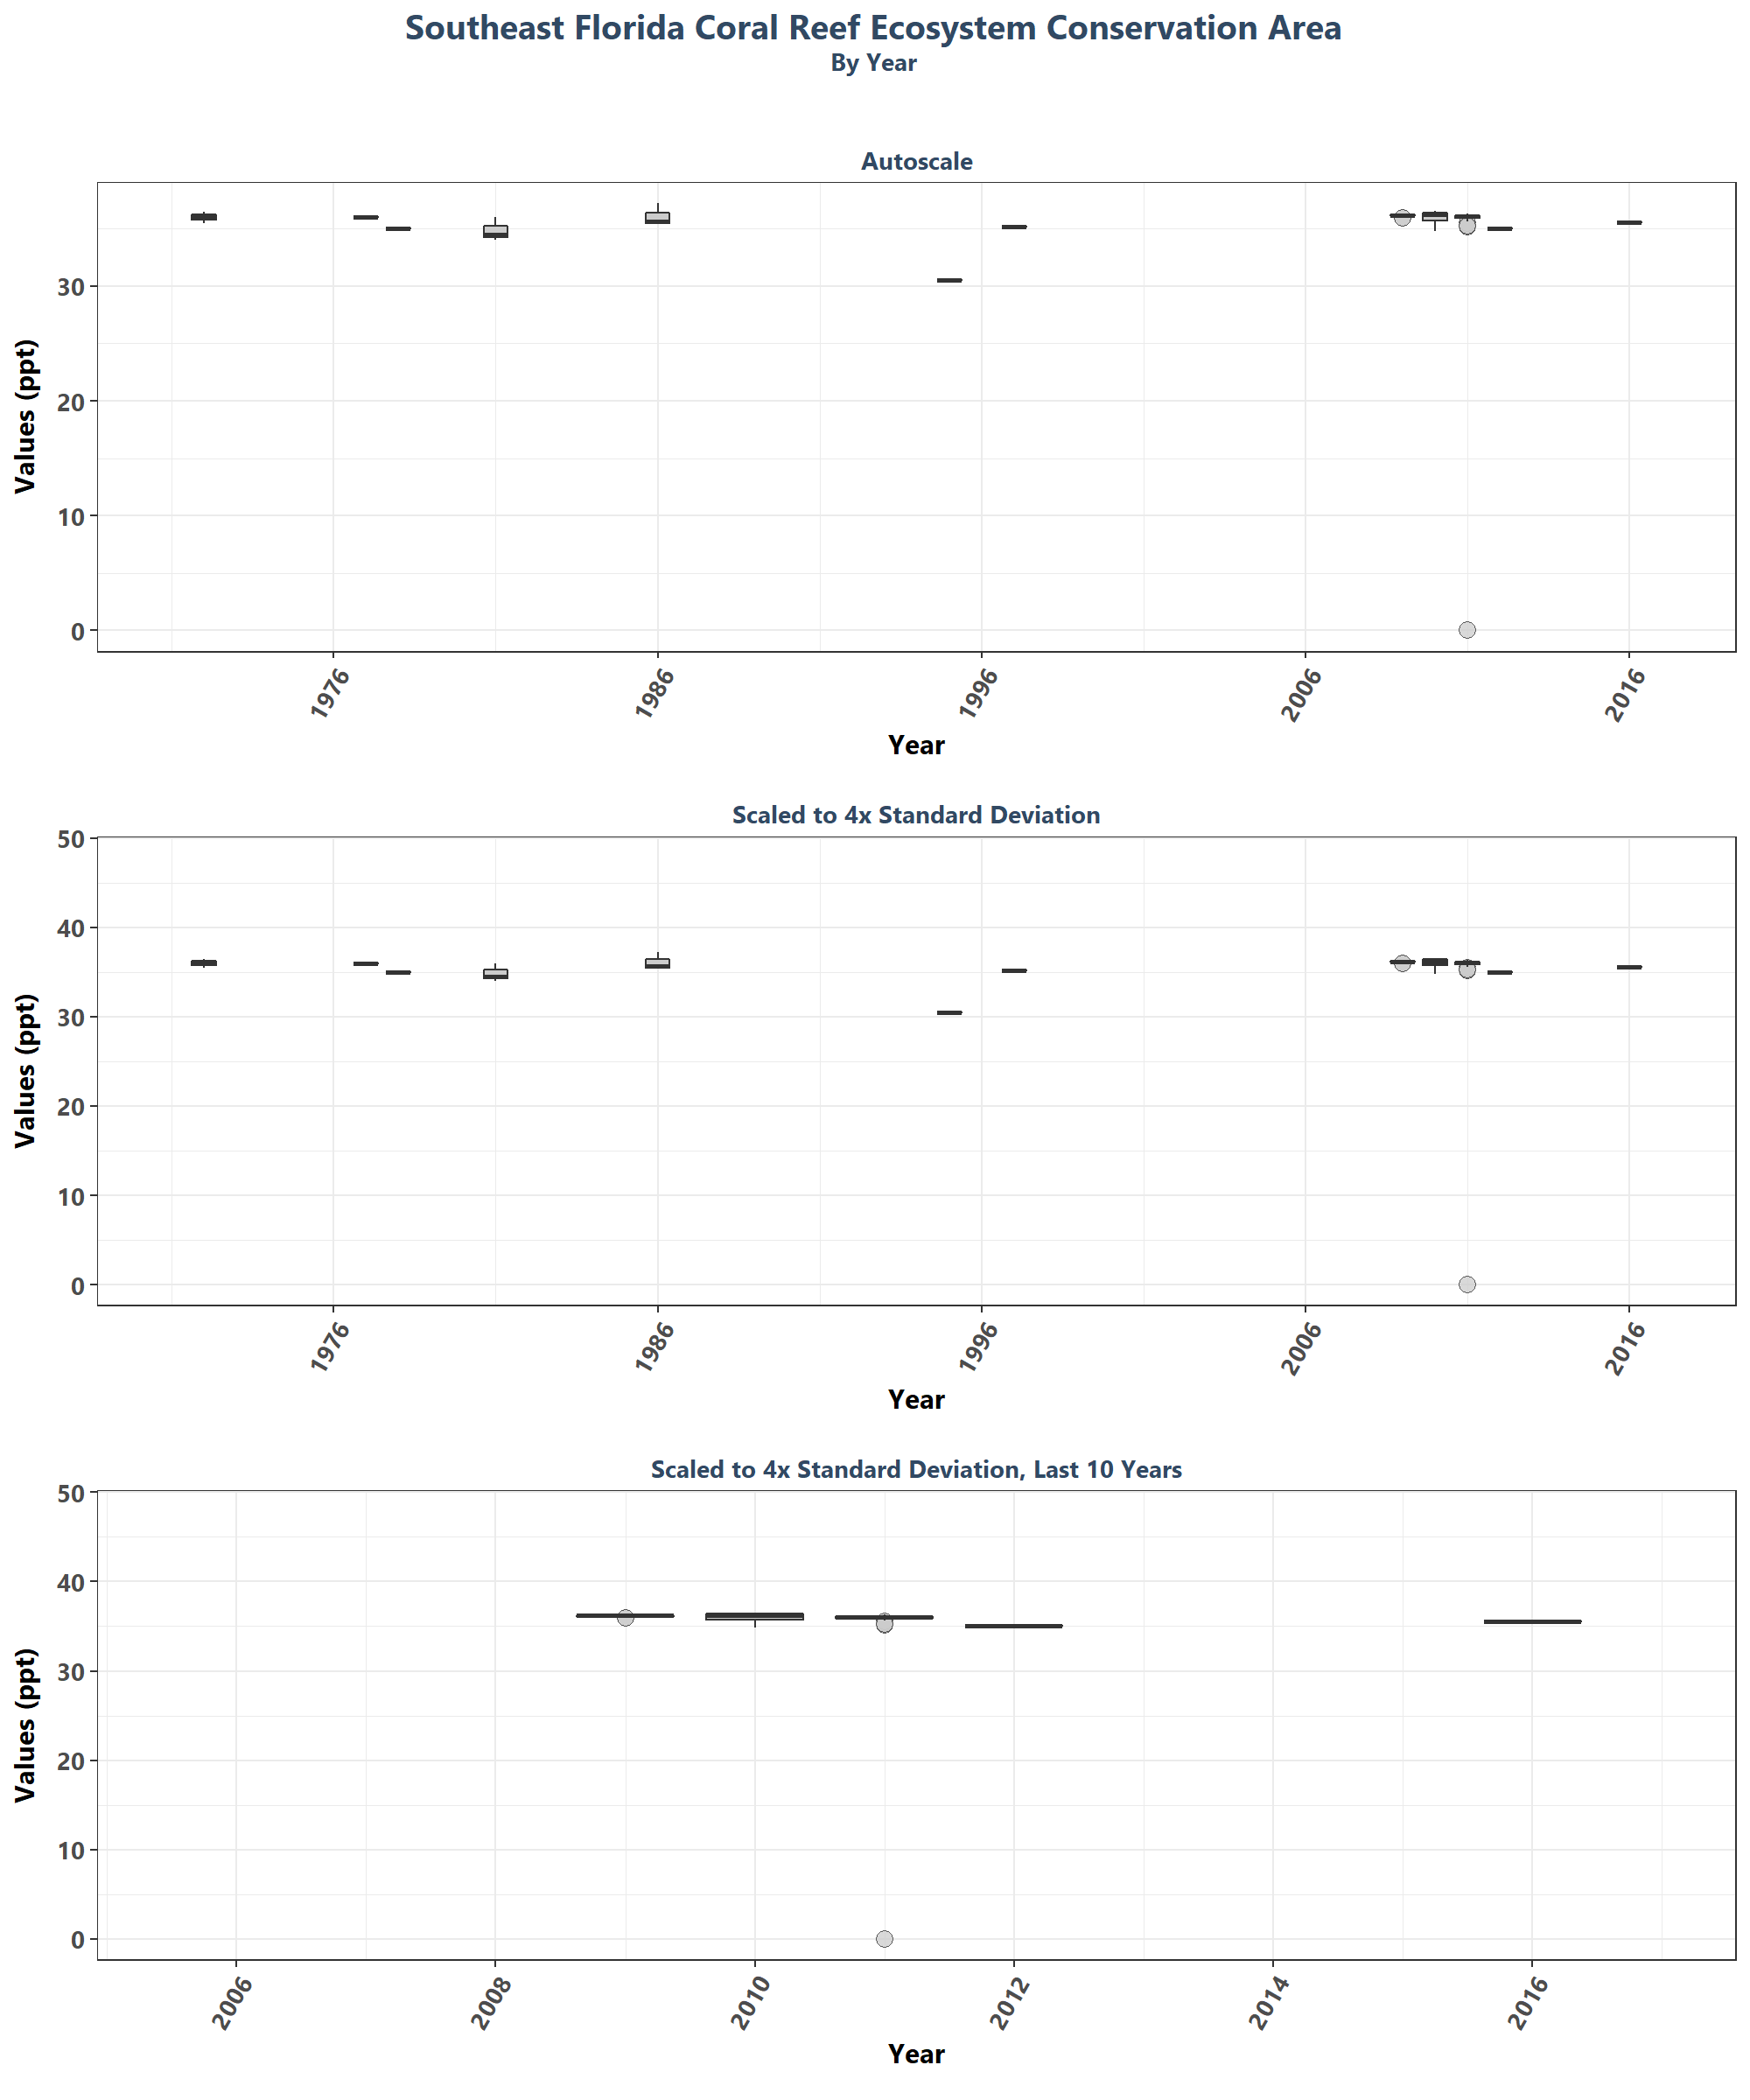 Southeast Florida Coral Reef Ecosystem Conservation Area
By Year
Autoscale
Values (ppt)
30
20
10
0
1976
1986
1996
2006
2016
Year
Scaled to 4x Standard Deviation
Values (ppt)
50
40
30
20
10
0
1976
1986
1996
2006
2016
Year
Scaled to 4x Standard Deviation, Last 10 Years
Values (ppt)
50
40
30
20
10
0
2006
2008
2010
2012
2014
2016
Year